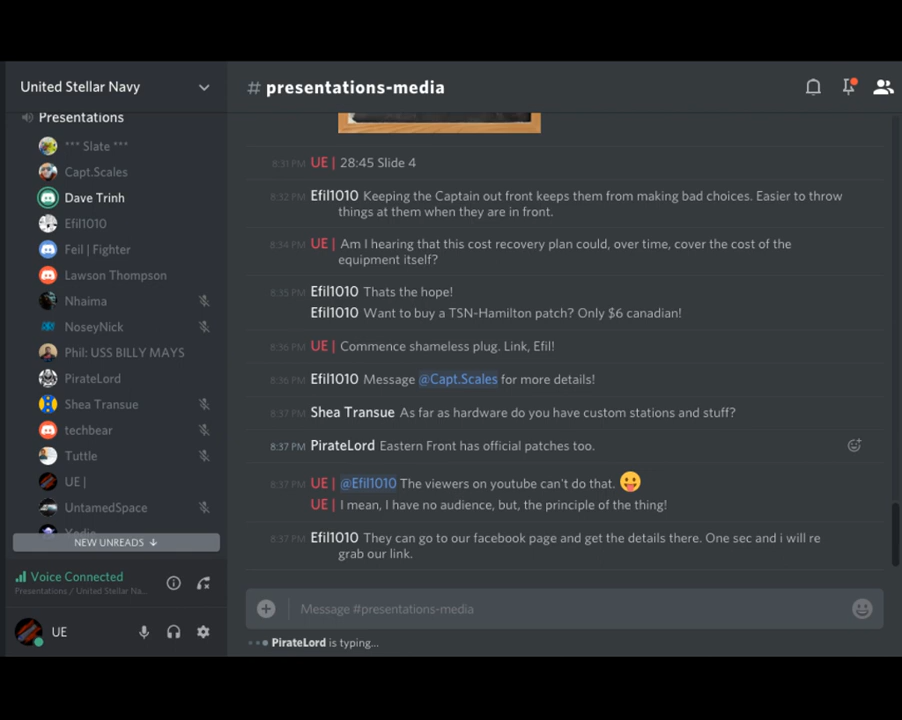 United Stellar Navy
Presentations
*** Slate ***
Capt.Scales
Dave Trinh
Efil1010
Feil | Fighter
Lawson Thompson
Nhaima
NoseyNick
Phil: USS BILLY MAYS
PirateLord
Shea Transue
techbear
Tuttle
UE |
UntamedSpace
NEW UNREADS
Voice Connected
Presentations / United Stellar Na...
UE
# presentations-media
8:31 PM UE | 28:45 Slide 4
8:32 PM Efil1010 Keeping the Captain out front keeps them from making bad choices. Easier to throw
things at them when they are in front.
8:34 PM UE | Am I hearing that this cost recovery plan could, over time, cover the cost of the
equipment itself?
8:35 PM Efil1010 Thats the hope!
Efil1010 Want to buy a TSN-Hamilton patch? Only $6 canadian!
8:36 PM UE | Commence shameless plug. Link, Efil!
8:36 PM Efil1010 Message @Capt.Scales for more details!
8:37 PM Shea Transue As far as hardware do you have custom stations and stuff?
8:37 PM PirateLord Eastern Front has official patches too.
8:37 PM UE | @Efil1010 The viewers on youtube can't do that. 😛
UE | I mean, I have no audience, but, the principle of the thing!
8:37 PM Efil1010 They can go to our facebook page and get the details there. One sec and i will re
grab our link.
Message #presentations-media
PirateLord is typing...